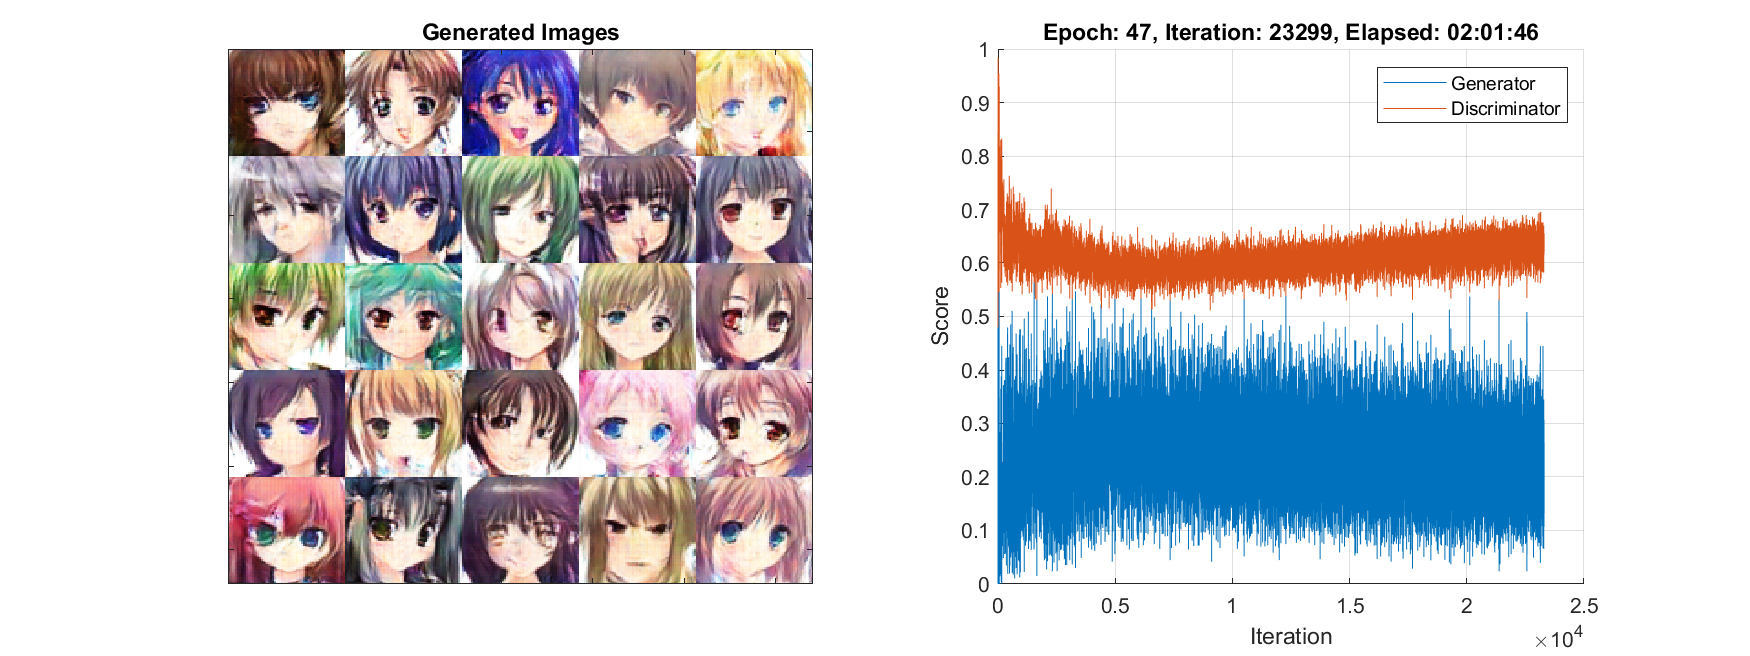 Generated Images
Epoch: 47, Iteration: 23299, Elapsed: 02:01:46
Generator
Discriminator
1
0.9
0.8
0.7
0.6
0.5
0.4
0.3
0.2
0.1
0
Score
0 0.5 1 1.5 2 2.5
Iteration
×10⁴